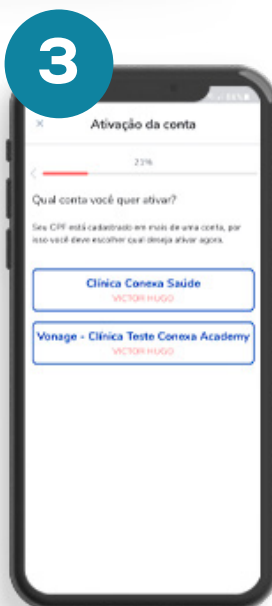 3
Ativação da conta
21%
Qual conta você quer ativar?
Seu CPF está cadastrado em mais de uma conta, por
isso você deve escolher qual deseja ativar agora.
Clínica Conexa Saúde
VICTOR HUGO
Vonage - Clínica Teste Conexa Academy
VICTOR HUGO